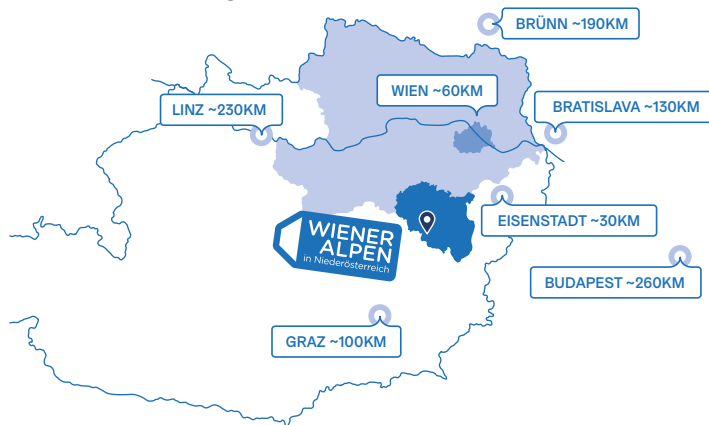 BRÜNN ~190KM
WIEN ~60KM
LINZ ~230KM
BRATISLAVA ~130KM
WIENER
ALPEN
in Niederösterreich
EISENSTADT ~30KM
BUDAPEST ~260KM
GRAZ ~100KM